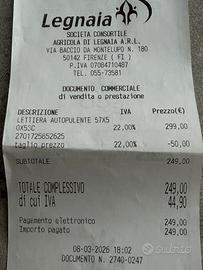 Legnaia
SOCIETA CONSORTILE
AGRICOLA DI LEGNAIA A.R.L.
VIA BACCIO DA MONTELUPO N. 180
50142 FIRENZE ( FI )
P.IVA 07084710487
TEL. 055-73581
DOCUMENTO COMMERCIALE
di vendita o prestazione
DESCRIZIONE IVA Prezzo(€)
LETTIERA AUTOPULENTE 57X5
0X53C 22,00% 299,00
2701725652625
taglio prezzo 22,00% -50,00
SUBTOTALE 249,00
TOTALE COMPLESSIVO 249,00
di cui IVA 44,90
Pagamento elettronico 249,00
Importo pagato 249,00
08-03-2026 18:02
DOCUMENTO N. 2740-0247
subito